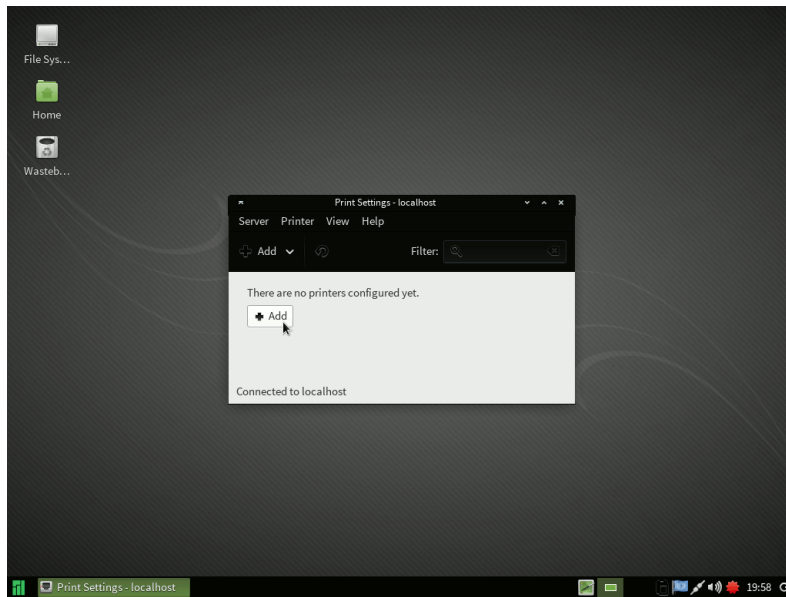 File Sys...
Home
Wasteb...
Print Settings - localhost
Server Printer View Help
Add
Filter:
There are no printers configured yet.
Add
Connected to localhost
Print Settings - localhost
19:58